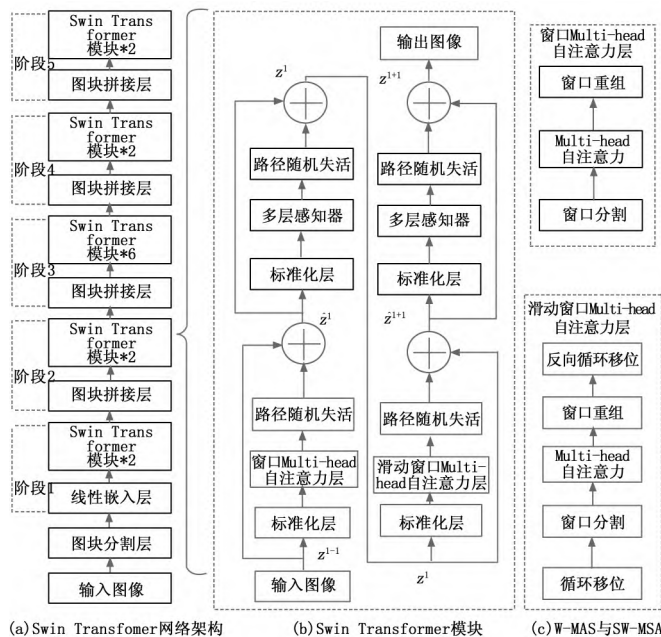 Swin Trans
former
模块*2
阶段5
图块拼接层
Swin Trans
former
模块*2
阶段4
图块拼接层
Swin Trans
former
模块*6
阶段3
图块拼接层
Swin Trans
former
模块*2
阶段2
图块拼接层
Swin Trans
former
模块*2
阶段1
线性嵌入层
图块分割层
输入图像
(a)Swin Transfomer网络架构
z^1
路径随机失活
多层感知器
标准化层
ẑ^1
路径随机失活
窗口Multi-head
自注意力层
标准化层
z^{1-1}
输入图像
输出图像
z^{1+1}
路径随机失活
多层感知器
标准化层
ẑ^{1+1}
路径随机失活
滑动窗口Multi-
head自注意力层
标准化层
z^1
(b)Swin Transformer模块
窗口Multi-head
自注意力层
窗口重组
Multi-head
自注意力
窗口分割
滑动窗口Multi-head
自注意力层
反向循环移位
窗口重组
Multi-head
自注意力
窗口分割
循环移位
(c)W-MAS与SW-MSA